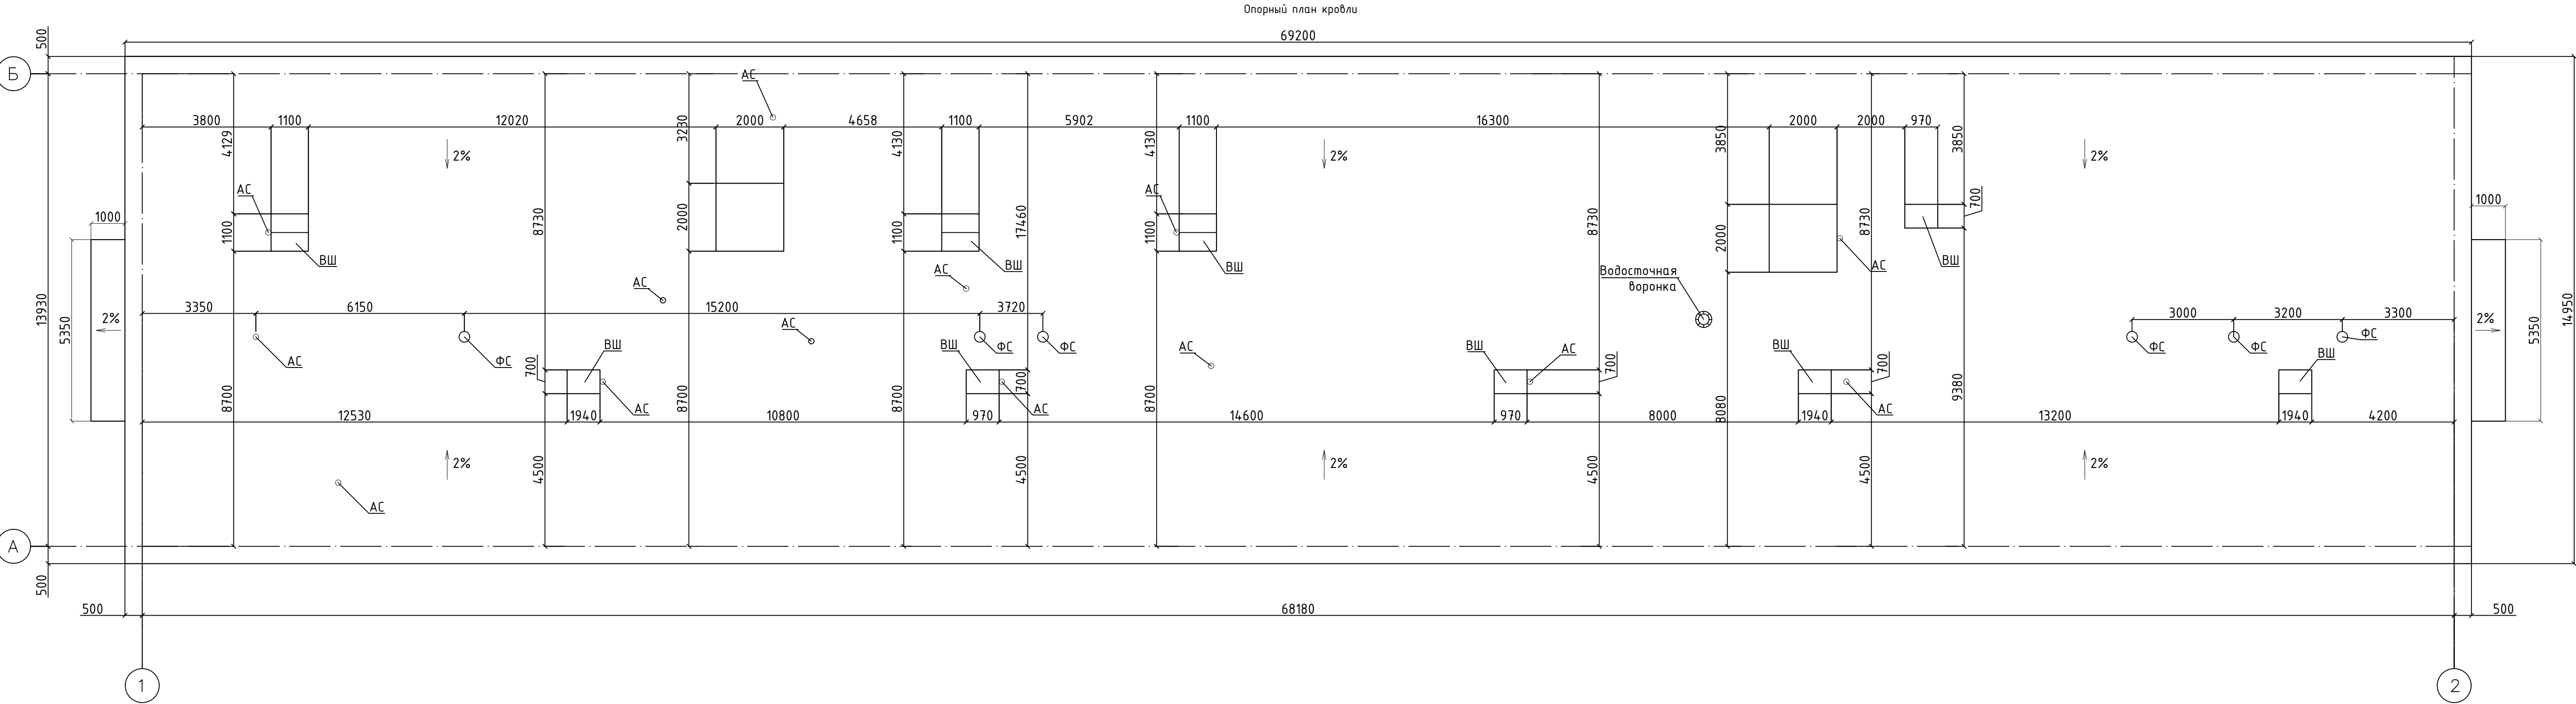 Опорный план кровли
69200
500
Б
АС
3800
1100
12020
2000
4658
1100
5902
1100
16300
2000
2000
970
4129
3230
4130
4130
3850
3850
2%
2%
2%
АС
АС
700
1000
1000
1100
8730
2000
1100
17460
1100
8730
2000
8730
ВШ
АС
ВШ
ВШ
АС
ВШ
АС
Водосточная
воронка
13930
5350
2%
3350
6150
15200
3720
3000
3200
3300
2%
5350
14950
АС
ФС
АС
ФС
ФС
АС
ФС
ФС
ФС
700
ВШ
ВШ
700
ВШ
АС
700
ВШ
700
ВШ
8700
8700
8700
8700
8080
9380
АС
АС
АС
12530
1940
10800
970
14600
970
8000
1940
13200
1940
4200
2%
4500
4500
2%
4500
4500
2%
АС
А
500
500
68180
500
1
2